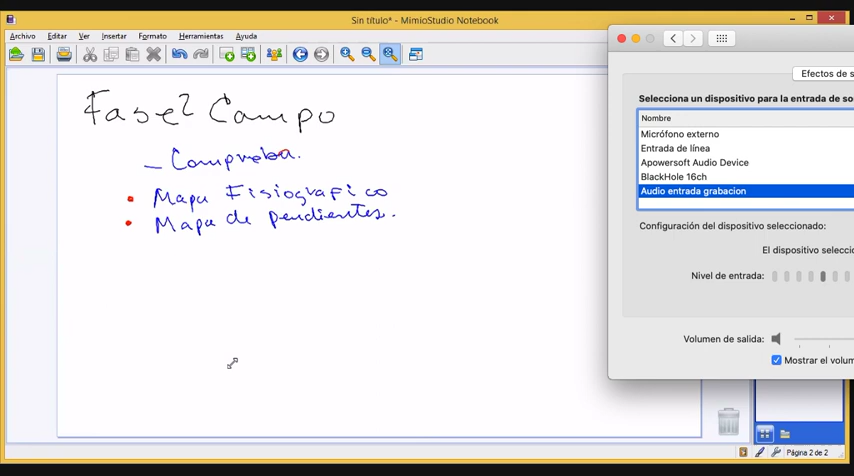 Sin título* - MimioStudio Notebook
Archivo Editar Ver Insertar Formato Herramientas Ayuda
Fase2 Campo
- Comprueba.
• Mapa Fisiografico
• Mapa de pendientes.
Efectos de s
Selecciona un dispositivo para la entrada de so
Nombre
Micrófono externo
Entrada de línea
Apowersoft Audio Device
BlackHole 16ch
Audio entrada grabacion
Configuración del dispositivo seleccionado:
El dispositivo seleccio
Nivel de entrada:
Volumen de salida:
Mostrar el volum
Página 2 de 2